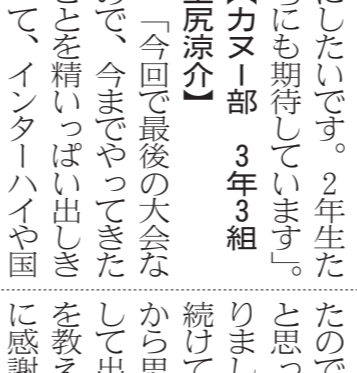 にしたいです。2年生た
ちにも期待しています」。
【カヌー部　3年3組
尻涼介】
「今回で最後の大会な
ので、今までやってきた
ことを精いっぱい出しき
って、インターハイや国
たので
と思っ
りまし
続けて
から思
して出
を教え
に感謝